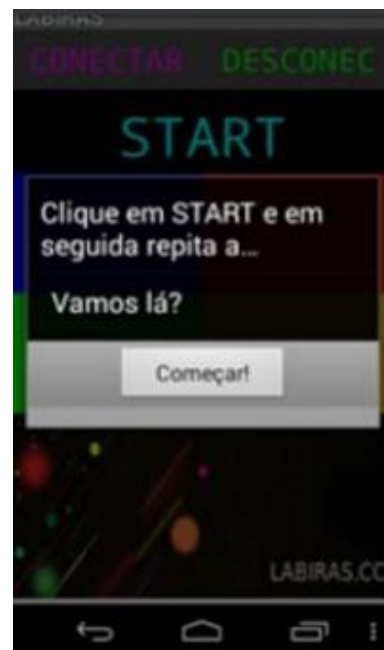 LABIRAS
CONECTAR DESCONEC
START
Clique em START e em
seguida repita a...
Vamos lá?
Começar!
LABIRAS.CC